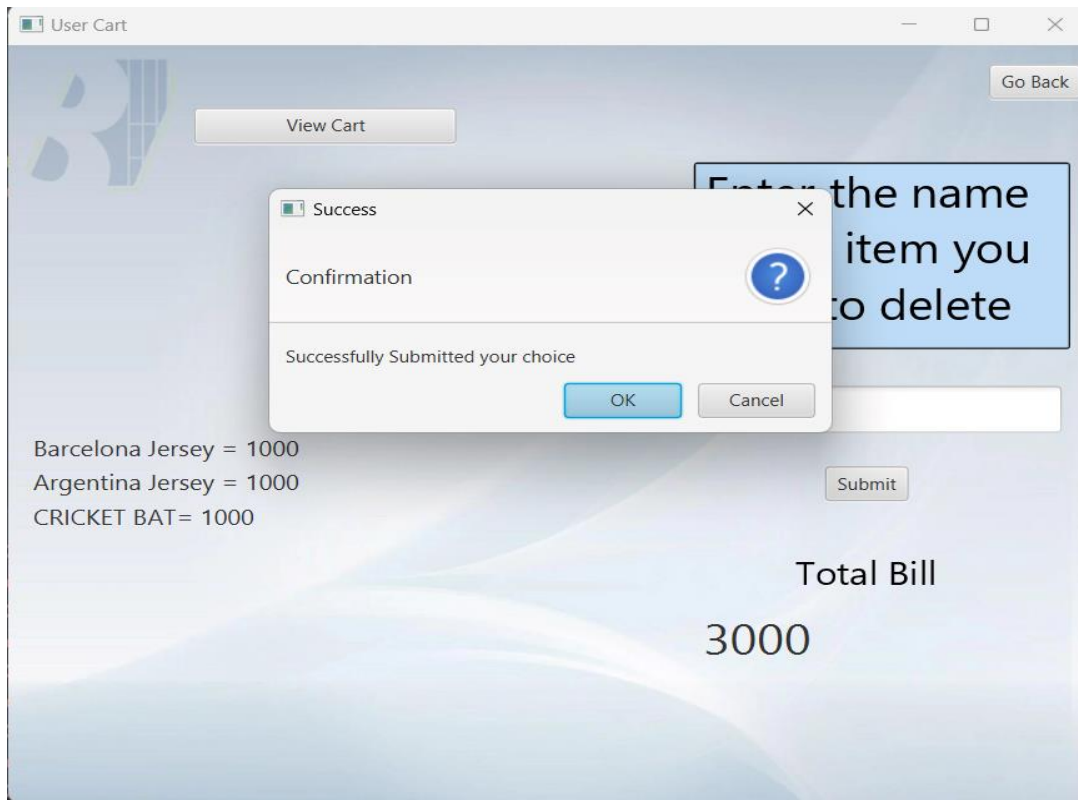 User Cart
Go Back
View Cart
the name
item you
to delete
Success
Confirmation
?
Successfully Submitted your choice
OK
Cancel
Barcelona Jersey = 1000
Argentina Jersey = 1000
CRICKET BAT= 1000
Submit
Total Bill
3000